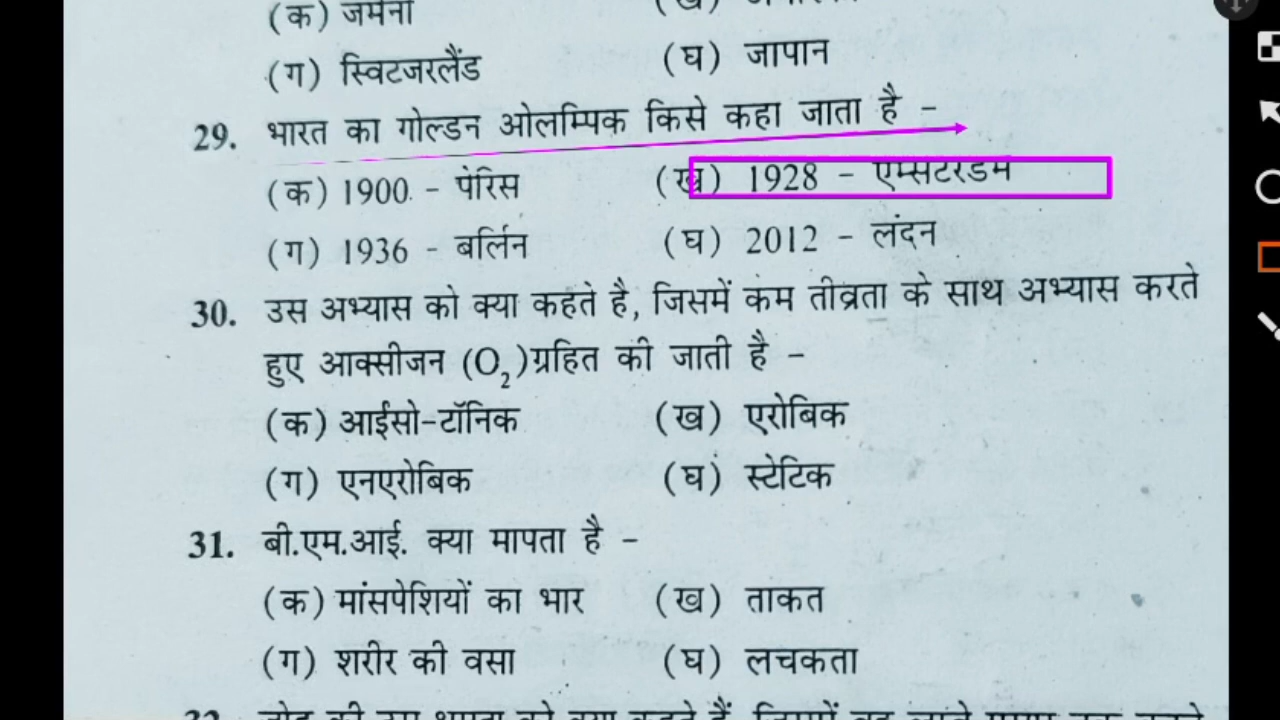 (क) जर्मनी
(ग) स्विटजरलैंड (घ) जापान
29. भारत का गोल्डन ओलम्पिक किसे कहा जाता है -
(क) 1900 - पेरिस (ख) 1928 - एम्सटरडम
(ग) 1936 - बर्लिन (घ) 2012 - लंदन
30. उस अभ्यास को क्या कहते है, जिसमें कम तीव्रता के साथ अभ्यास करते
हुए आक्सीजन (O₂)ग्रहित की जाती है -
(क) आईसो-टॉनिक (ख) एरोबिक
(ग) एनएरोबिक (घ) स्टेटिक
31. बी.एम.आई. क्या मापता है -
(क) मांसपेशियों का भार (ख) ताकत
(ग) शरीर की वसा (घ) लचकता